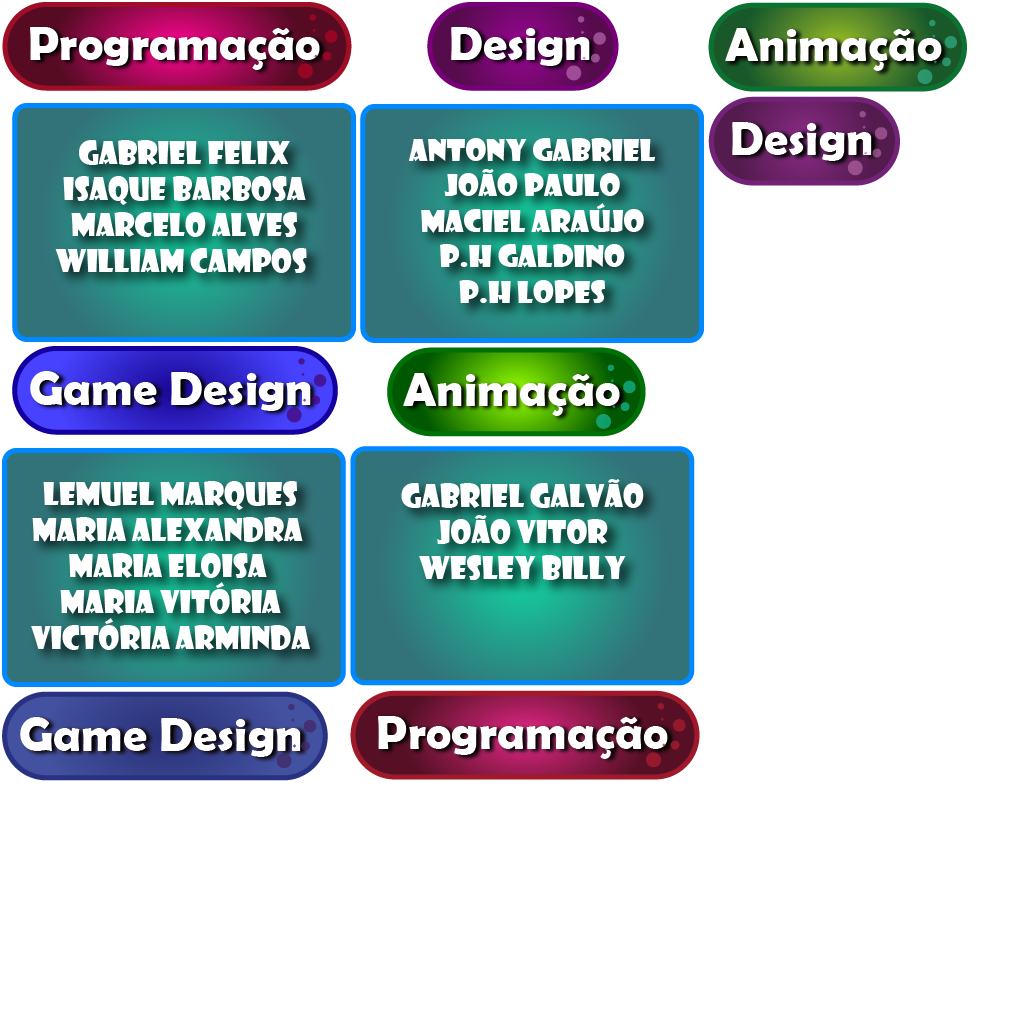 Programação
Design
Animação
GABRIEL FELIX
ISAQUE BARBOSA
MARCELO ALVES
WILLIAM CAMPOS
ANTONY GABRIEL
JOÃO PAULO
MACIEL ARAÚJO
P.H GALDINO
P.H LOPES
Design
Game Design
Animação
LEMUEL MARQUES
MARIA ALEXANDRA
MARIA ELOISA
MARIA VITÓRIA
VICTÓRIA ARMINDA
GABRIEL GALVÃO
JOÃO VITOR
WESLEY BILLY
Game Design
Programação